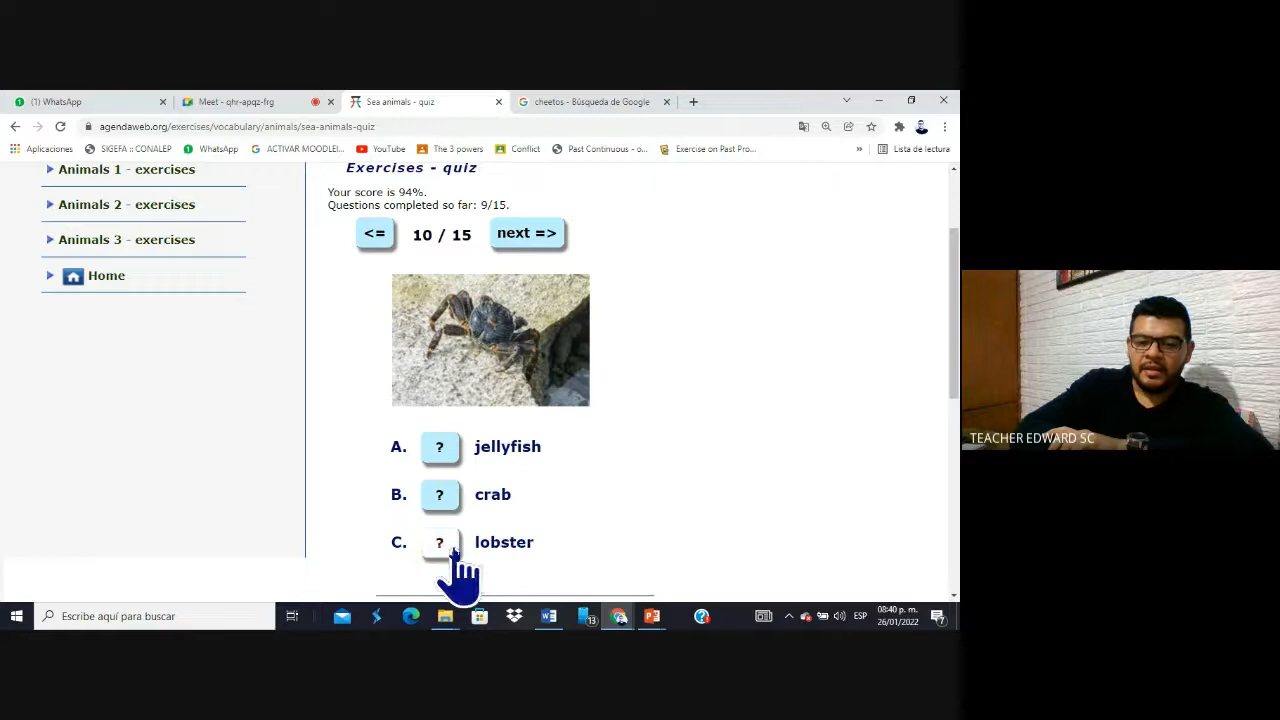 (1) WhatsApp
Meet - qhr-apqz-frg
Sea animals - quiz
cheetos - Búsqueda de Google
agendaweb.org/exercises/vocabulary/animals/sea-animals-quiz
Aplicaciones
SIGEFA :: CONALEP
WhatsApp
ACTIVAR MOODLEI...
YouTube
The 3 powers
Conflict
Past Continuous - o...
Exercise on Past Pro...
»
Lista de lectura
Animals 1 - exercises
Animals 2 - exercises
Animals 3 - exercises
Home
Exercises - quiz
Your score is 94%.
Questions completed so far: 9/15.
<= 10 / 15 next =>
A. ? jellyfish
B. ? crab
C. ? lobster
TEACHER EDWARD SC
Escribe aquí para buscar
13
ESP
08:40 p. m.
26/01/2022
7